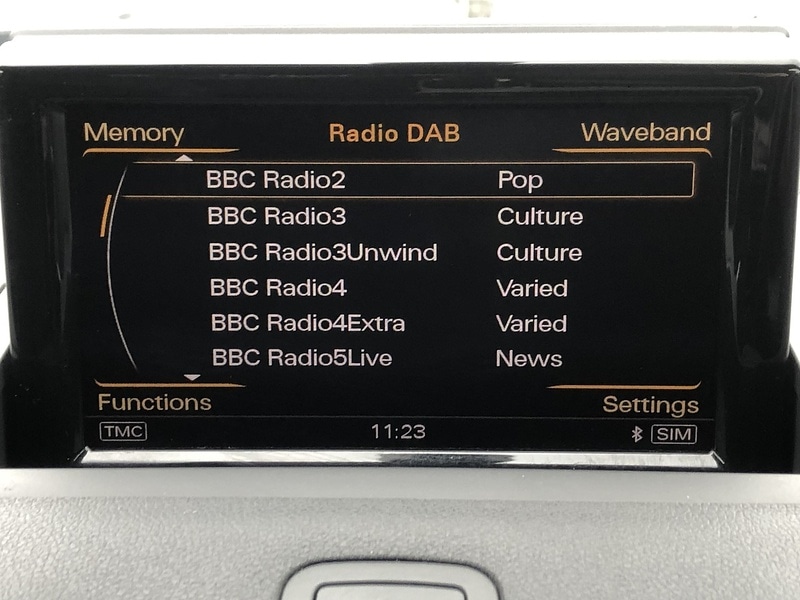 Memory Radio DAB Waveband
BBC Radio2 Pop
BBC Radio3 Culture
BBC Radio3Unwind Culture
BBC Radio4 Varied
BBC Radio4Extra Varied
BBC Radio5Live News
Functions Settings
TMC 11:23 SIM